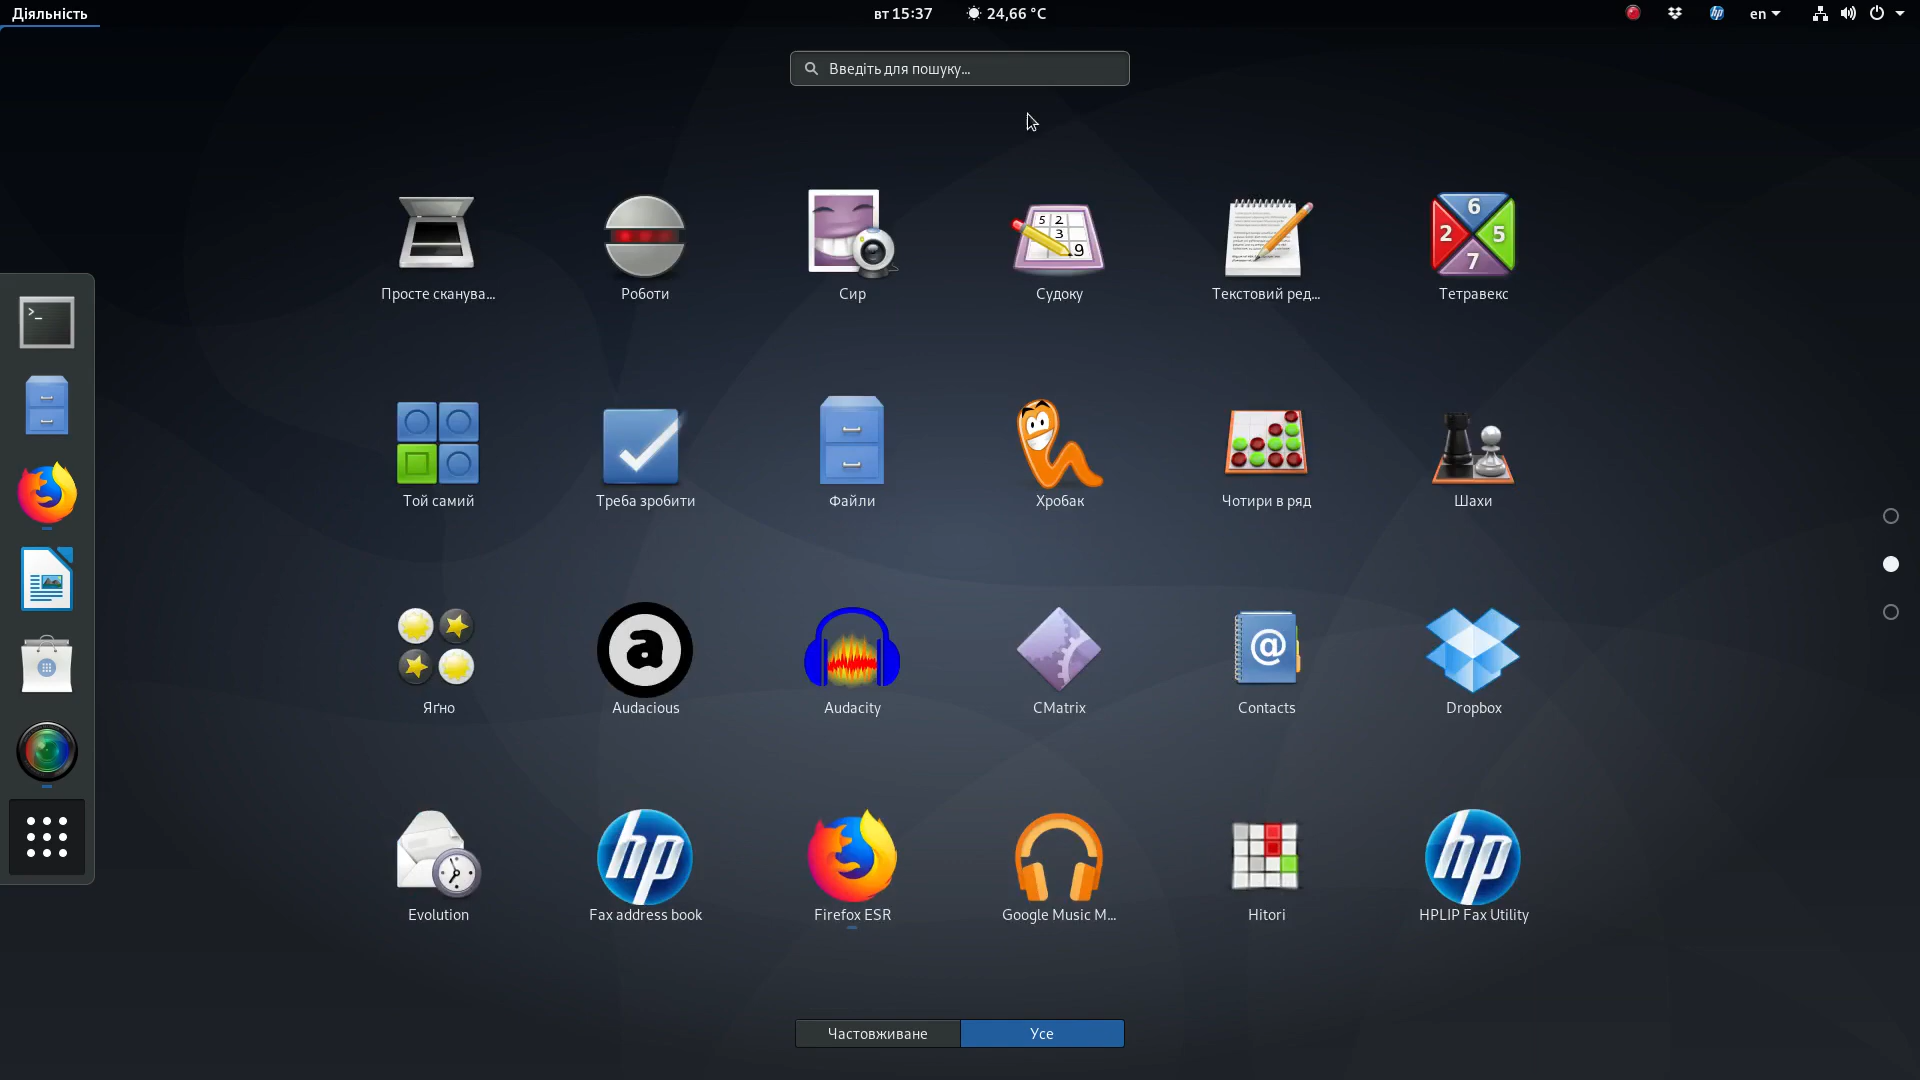 Діяльність
вт 15:37
24,66 °C
en
Введіть для пошуку...
Просте сканува...
Роботи
Сир
Судоку
Текстовий ред...
Тетравекс
Той самий
Треба зробити
Файли
Хробак
Чотири в ряд
Шахи
Яґно
Audacious
Audacity
CMatrix
Contacts
Dropbox
Evolution
Fax address book
Firefox ESR
Google Music M...
Hitori
HPLIP Fax Utility
Частовживане
Усе